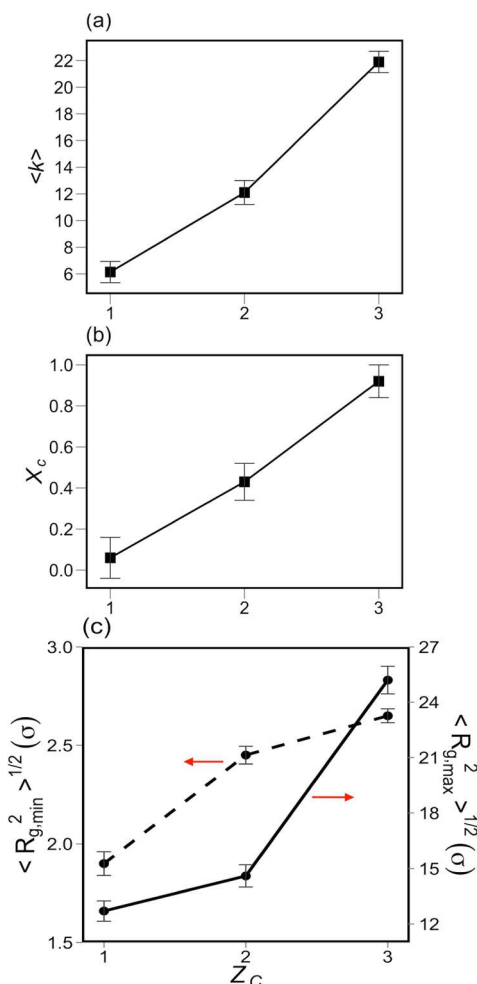 (a)
22
20
18
16
14
12
10
8
6
<k>
1 2 3
(b)
1.0
0.8
0.6
0.4
0.2
0.0
X_c
1 2 3
(c)
3.0
2.5
2.0
1.5
< R²g,min >^1/2 (σ)
27
24
21
18
15
12
< R²g,max >^1/2 (σ)
1 2 3
Z_C